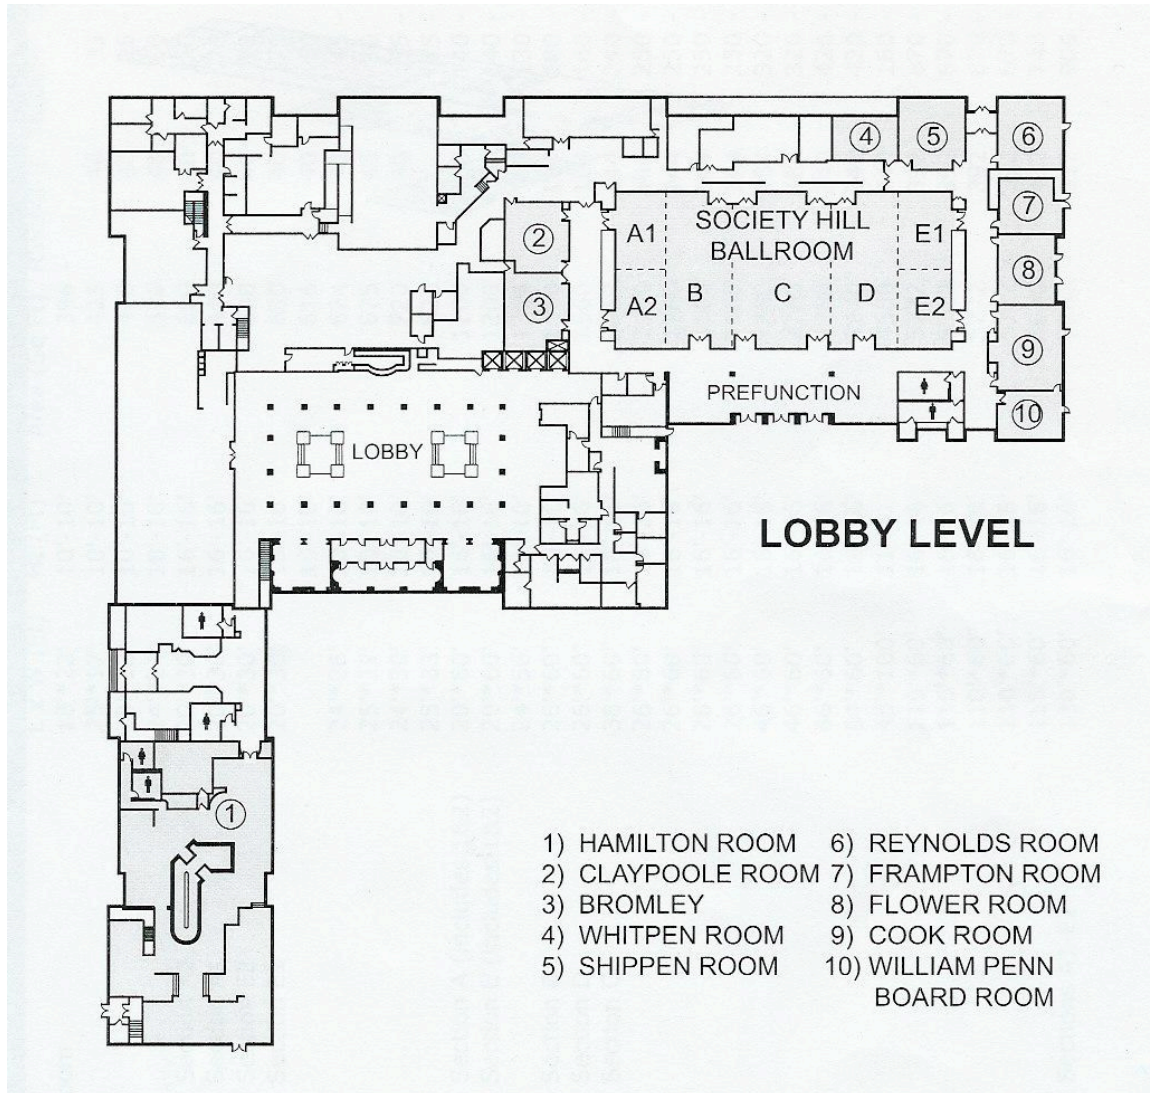 4
5
6
7
2
SOCIETY HILL
BALLROOM
A1
E1
8
3
A2
B
C
D
E2
9
PREFUNCTION
10
LOBBY
LOBBY LEVEL
1
1) HAMILTON ROOM
2) CLAYPOOLE ROOM
3) BROMLEY
4) WHITPEN ROOM
5) SHIPPEN ROOM
6) REYNOLDS ROOM
7) FRAMPTON ROOM
8) FLOWER ROOM
9) COOK ROOM
10) WILLIAM PENN
BOARD ROOM